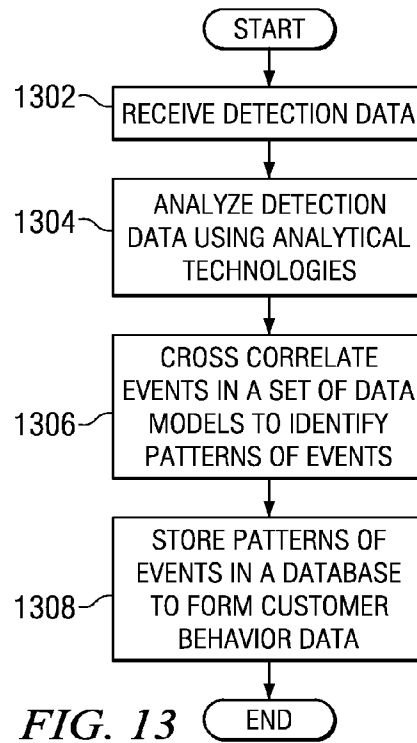 START
1302
RECEIVE DETECTION DATA
1304
ANALYZE DETECTION
DATA USING ANALYTICAL
TECHNOLOGIES
1306
CROSS CORRELATE
EVENTS IN A SET OF DATA
MODELS TO IDENTIFY
PATTERNS OF EVENTS
1308
STORE PATTERNS OF
EVENTS IN A DATABASE
TO FORM CUSTOMER
BEHAVIOR DATA
END
FIG. 13